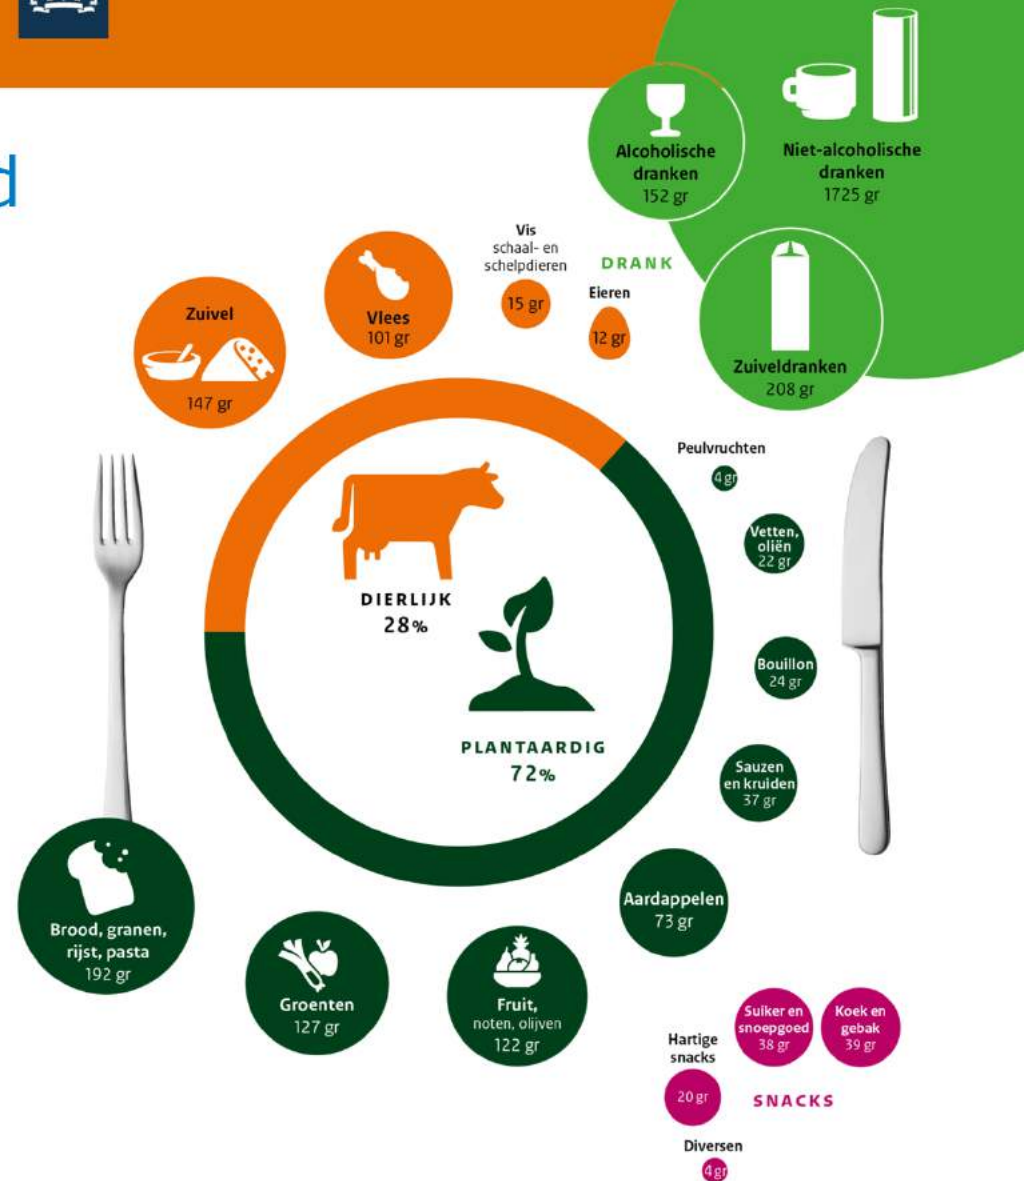 d
Alcoholische
dranken
152 gr
Niet-alcoholische
dranken
1725 gr
Vis
schaal- en
schelpdieren
15 gr
DRANK
Eieren
12 gr
Zuiveldranken
208 gr
Zuivel
147 gr
Vlees
101 gr
DIERLIJK
28%
PLANTAARDIG
72%
Peulvruchten
4 gr
Vetten,
oliën
22 gr
Bouillon
24 gr
Sauzen
en kruiden
37 gr
Aardappelen
73 gr
Brood, granen,
rijst, pasta
192 gr
Groenten
127 gr
Fruit,
noten, olijven
122 gr
Suiker en
snoepgoed
38 gr
Koek en
gebak
39 gr
Hartige
snacks
20 gr
SNACKS
Diversen
4 gr